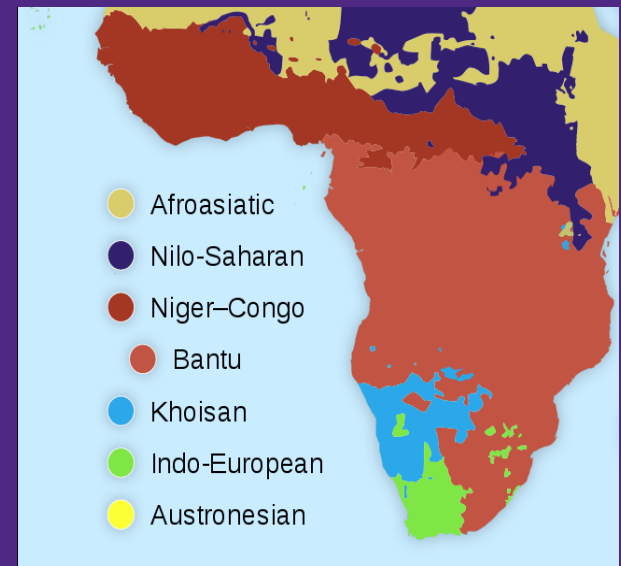 Afroasiatic
Nilo-Saharan
Niger–Congo
Bantu
Khoisan
Indo-European
Austronesian